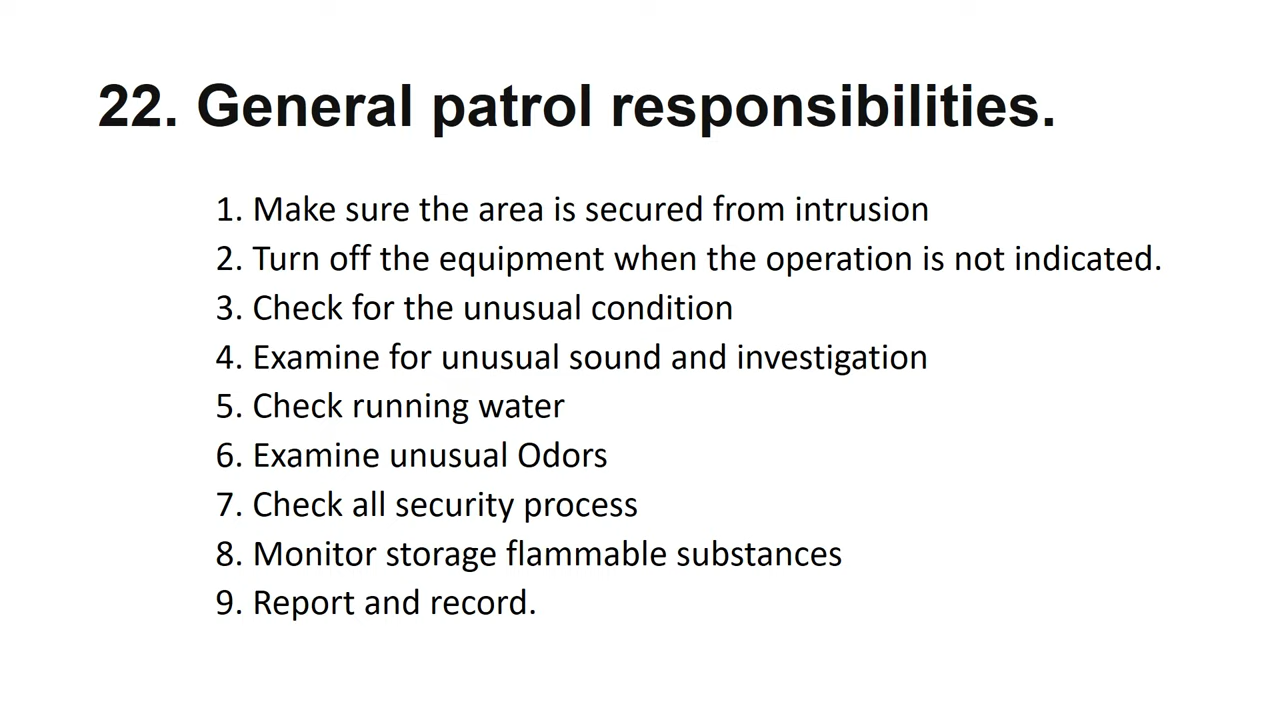 22. General patrol responsibilities.
1. Make sure the area is secured from intrusion
2. Turn off the equipment when the operation is not indicated.
3. Check for the unusual condition
4. Examine for unusual sound and investigation
5. Check running water
6. Examine unusual Odors
7. Check all security process
8. Monitor storage flammable substances
9. Report and record.